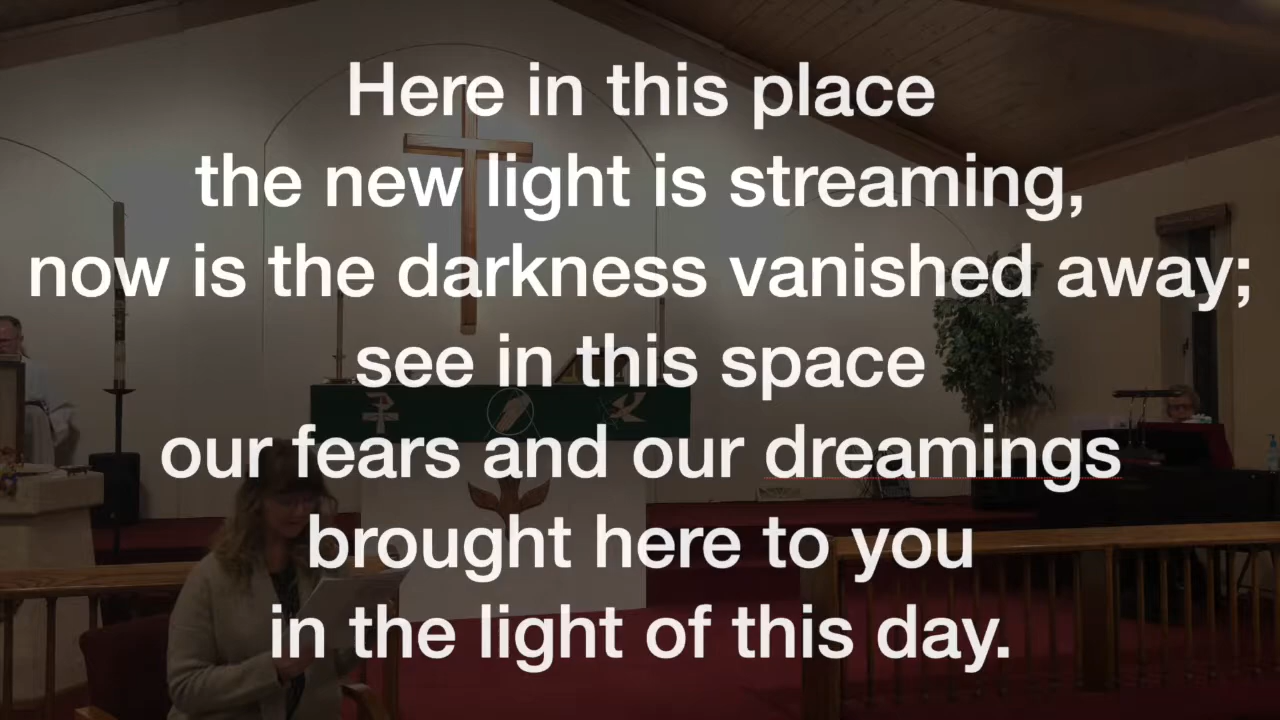 Here in this place
the new light is streaming,
now is the darkness vanished away;
see in this space
our fears and our dreamings
brought here to you
in the light of this day.